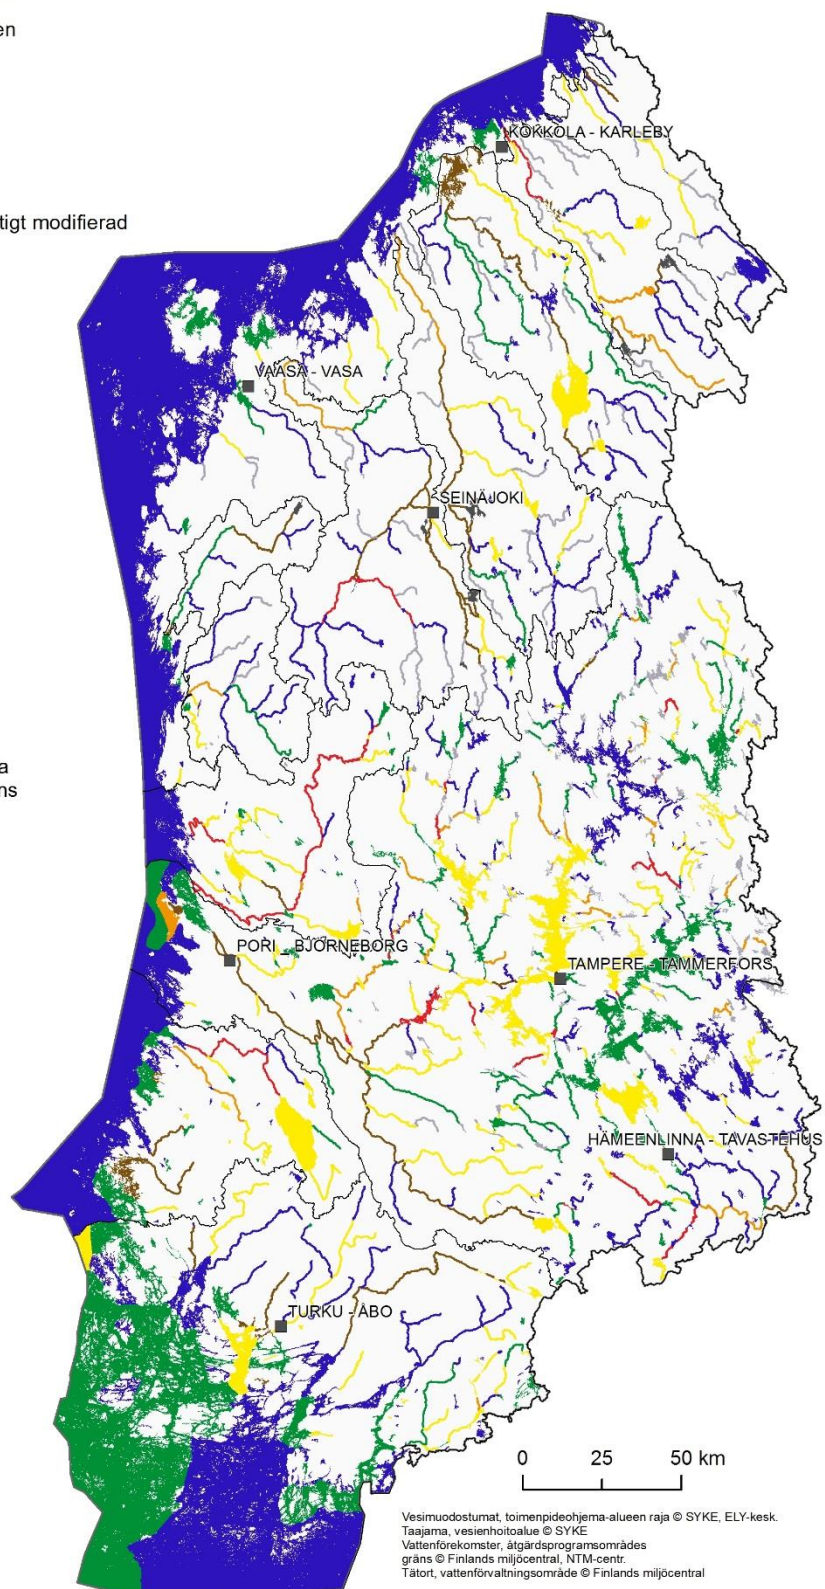 en
tigt modifierad
a
ns
KOKKOLA - KARLEBY
VAASA - VASA
SEINÄJOKI
PORI _ BJÖRNEBORG
TAMPERE - TAMMERFORS
HÄMEENLINNA - TAVASTEHUS
TURKU - ÅBO
0 25 50 km
Vesimuodostumat, toimenpideohjema-alueen raja © SYKE, ELY-kesk.
Taajama, vesienhoitoalue © SYKE
Vattenförekomster, åtgärdsprogramsområdes
gräns © Finlands miljöcentral, NTM-centr.
Tätort, vattenförvaltningsområde © Finlands miljöcentral